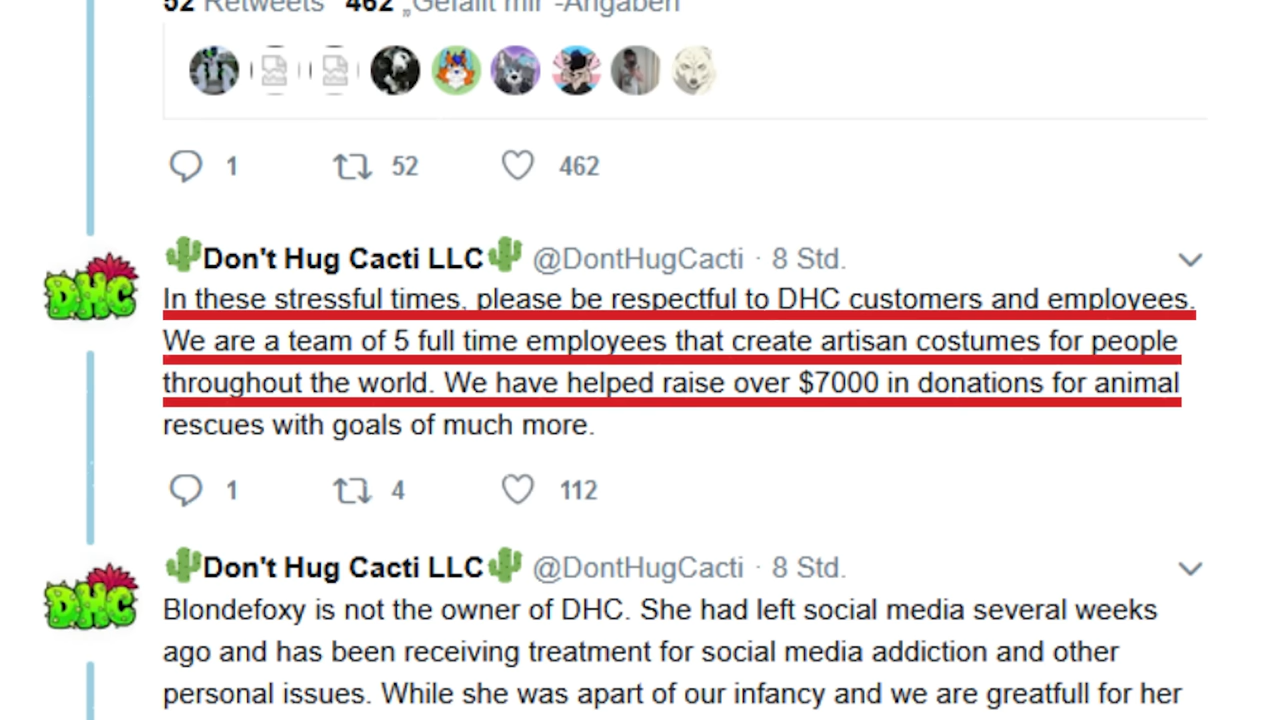 52 Retweets 462 „Gefällt mir“-Angaben
1 52 462
🌵Don't Hug Cacti LLC🌵 @DontHugCacti · 8 Std.
DHC
In these stressful times, please be respectful to DHC customers and employees.
We are a team of 5 full time employees that create artisan costumes for people
throughout the world. We have helped raise over $7000 in donations for animal
rescues with goals of much more.
1 4 112
🌵Don't Hug Cacti LLC🌵 @DontHugCacti · 8 Std.
DHC
Blondefoxy is not the owner of DHC. She had left social media several weeks
ago and has been receiving treatment for social media addiction and other
personal issues. While she was apart of our infancy and we are greatfull for her